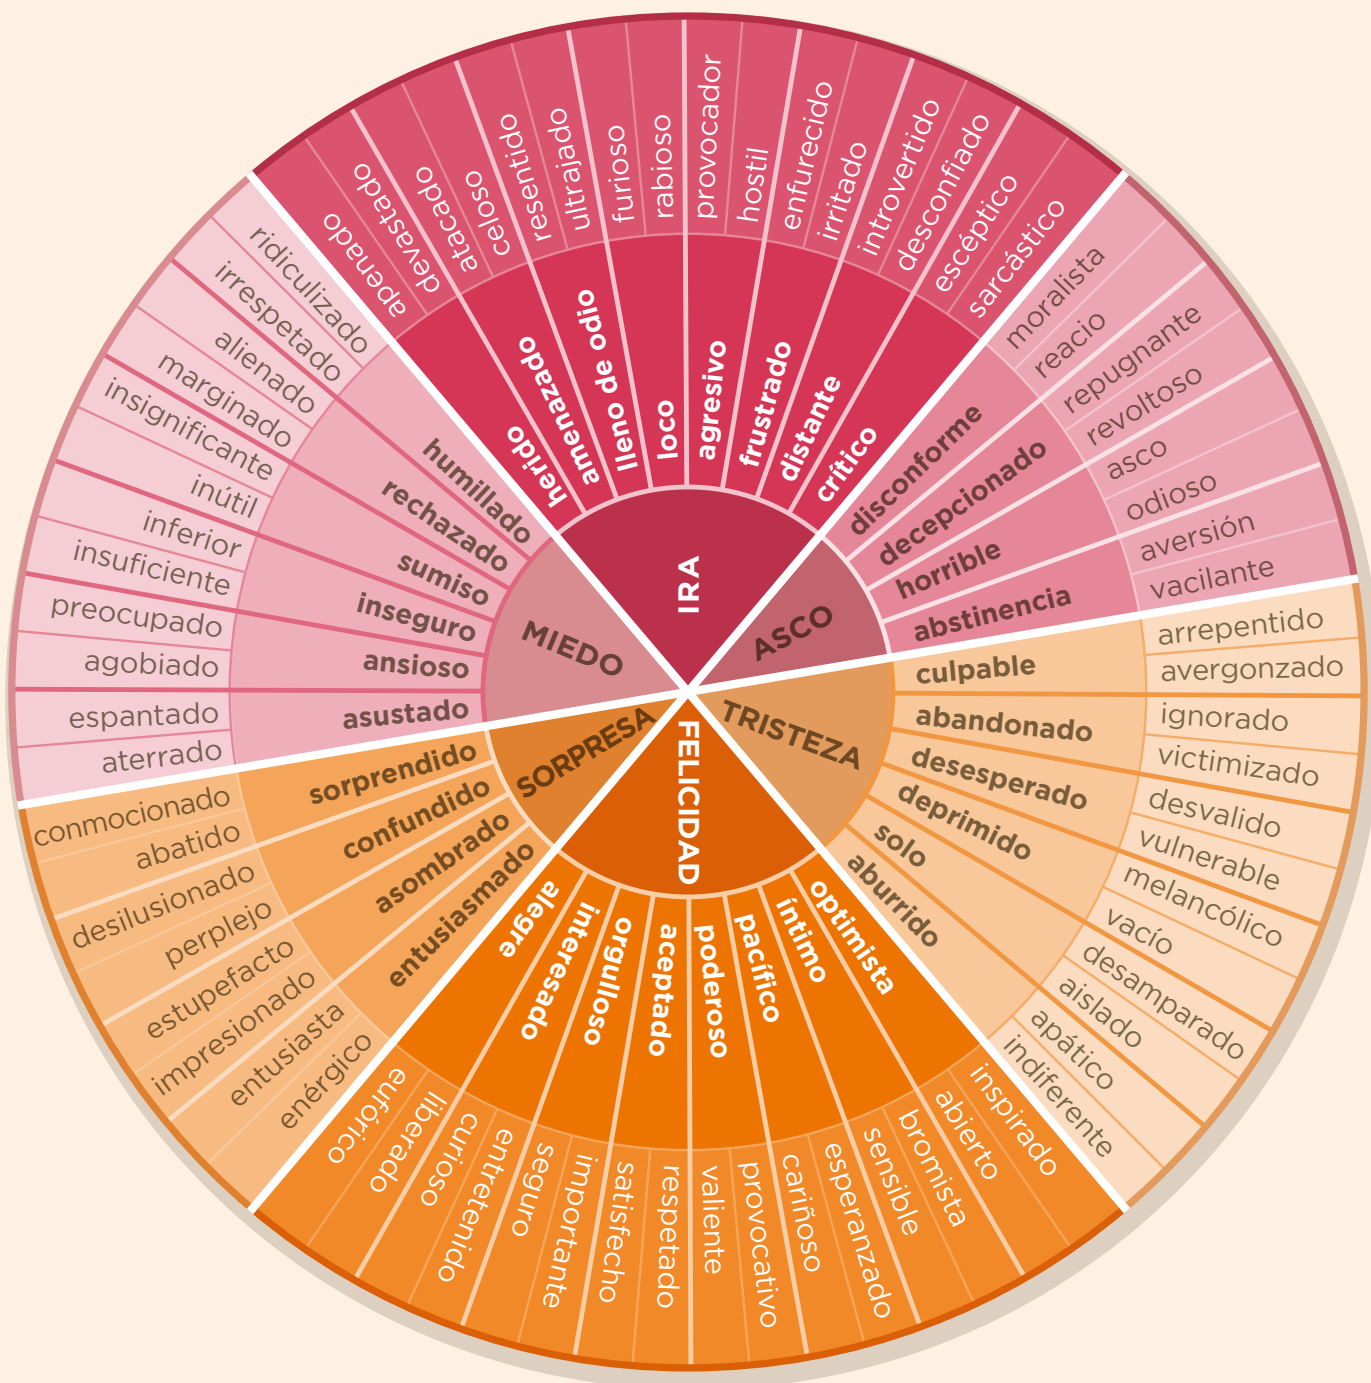 IRA
herido
apenado
devastado
amenazado
atacado
celoso
lleno de odio
resentido
ultrajado
loco
furioso
rabioso
agresivo
provocador
hostil
frustrado
enfurecido
irritado
distante
introvertido
desconfiado
crítico
escéptico
sarcástico
ASCO
disconforme
moralista
reacio
decepcionado
repugnante
revoltoso
horrible
asco
odioso
abstinencia
aversión
vacilante
TRISTEZA
culpable
arrepentido
avergonzado
abandonado
ignorado
victimizado
desesperado
desvalido
vulnerable
deprimido
melancólico
vacío
solo
desamparado
aislado
aburrido
apático
indiferente
FELICIDAD
optimista
inspirado
abierto
íntimo
bromista
sensible
pacífico
esperanzado
cariñoso
poderoso
provocativo
valiente
aceptado
respetado
satisfecho
orgulloso
importante
seguro
interesado
entretenido
curioso
alegre
liberado
eufórico
SORPRESA
entusiasmado
enérgico
entusiasta
asombrado
impresionado
estupefacto
confundido
perplejo
desilusionado
sorprendido
abatido
conmocionado
MIEDO
asustado
aterrado
espantado
ansioso
agobiado
preocupado
inseguro
insuficiente
inferior
sumiso
inútil
insignificante
rechazado
marginado
alienado
humillado
irrespetado
ridiculizado